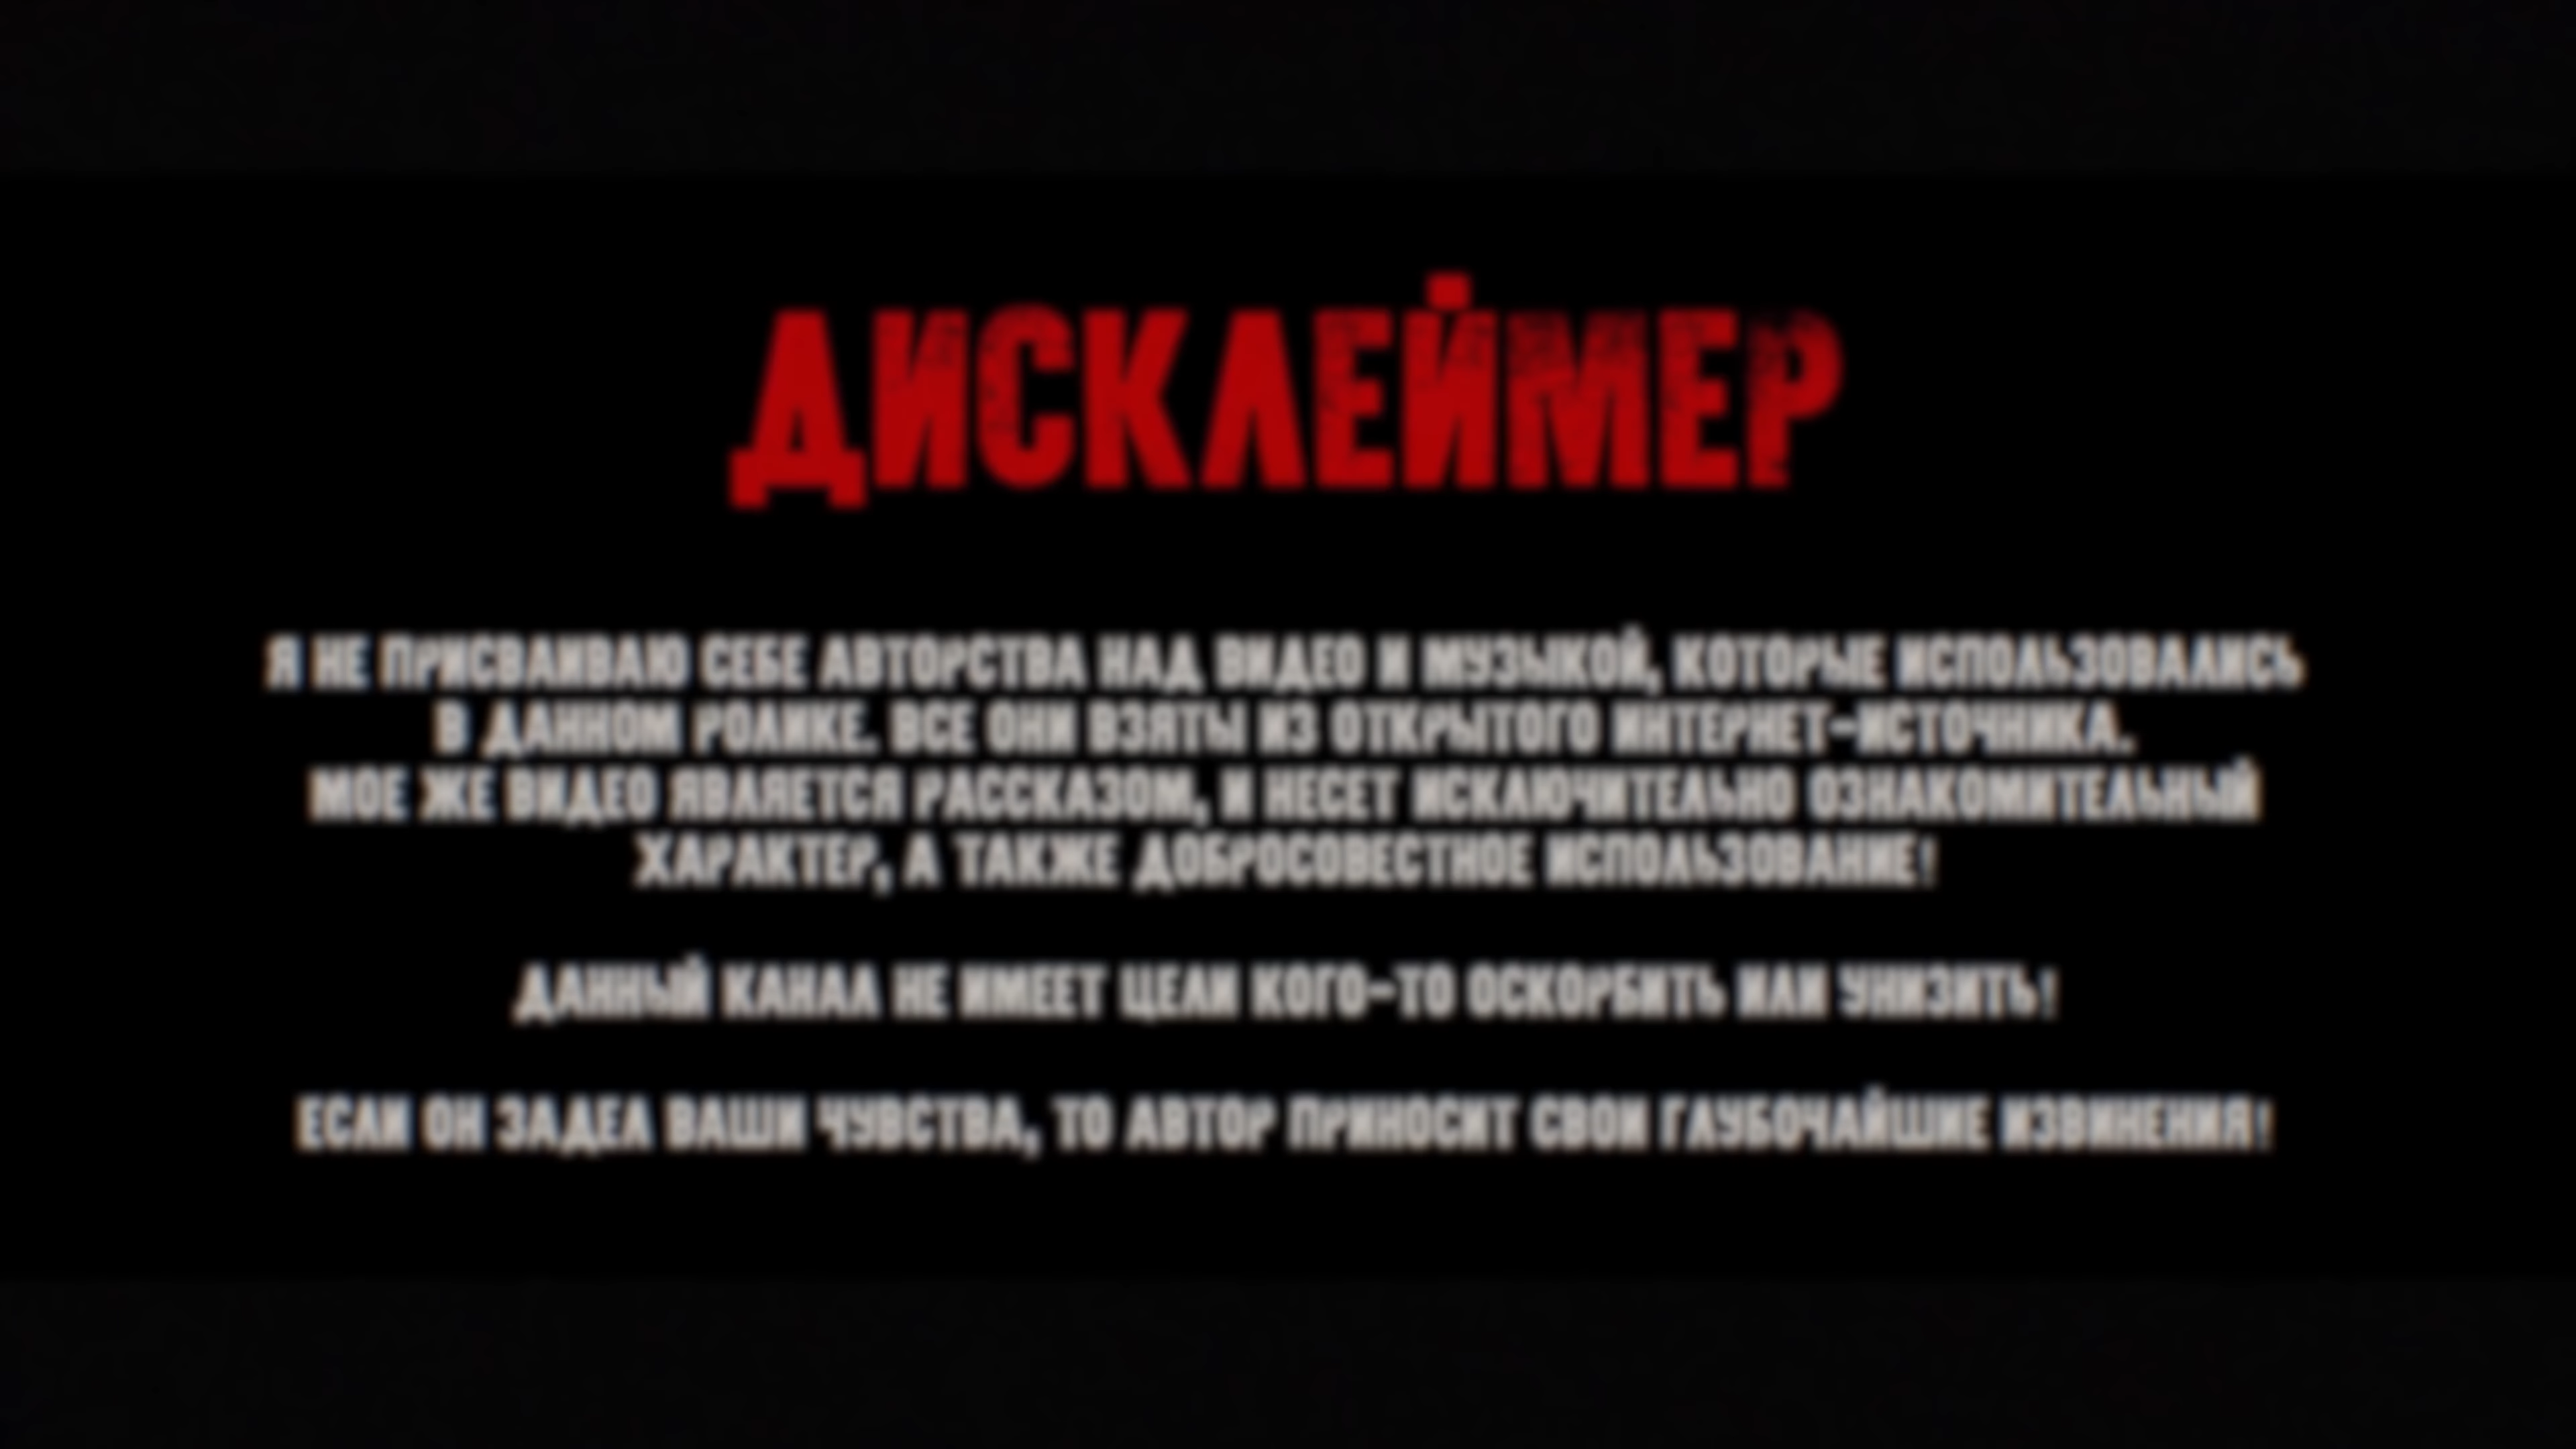 ДИСКЛЕЙМЕР
Я НЕ ПРИСВАИВАЮ СЕБЕ АВТОРСТВА НАД ВИДЕО И МУЗЫКОЙ, КОТОРЫЕ ИСПОЛЬЗОВАЛИСЬ
В ДАННОМ РОЛИКЕ. ВСЕ ОНИ ВЗЯТЫ ИЗ ОТКРЫТОГО ИНТЕРНЕТ-ИСТОЧНИКА.
МОЕ ЖЕ ВИДЕО ЯВЛЯЕТСЯ РАССКАЗОМ, И НЕСЕТ ИСКЛЮЧИТЕЛЬНО ОЗНАКОМИТЕЛЬНЫЙ
ХАРАКТЕР, А ТАКЖЕ ДОБРОСОВЕСТНОЕ ИСПОЛЬЗОВАНИЕ!
ДАННЫЙ КАНАЛ НЕ ИМЕЕТ ЦЕЛИ КОГО-ТО ОСКОРБИТЬ ИЛИ УНИЗИТЬ!
ЕСЛИ ОН ЗАДЕЛ ВАШИ ЧУВСТВА, ТО АВТОР ПРИНОСИТ СВОИ ГЛУБОЧАЙШИЕ ИЗВИНЕНИЯ!